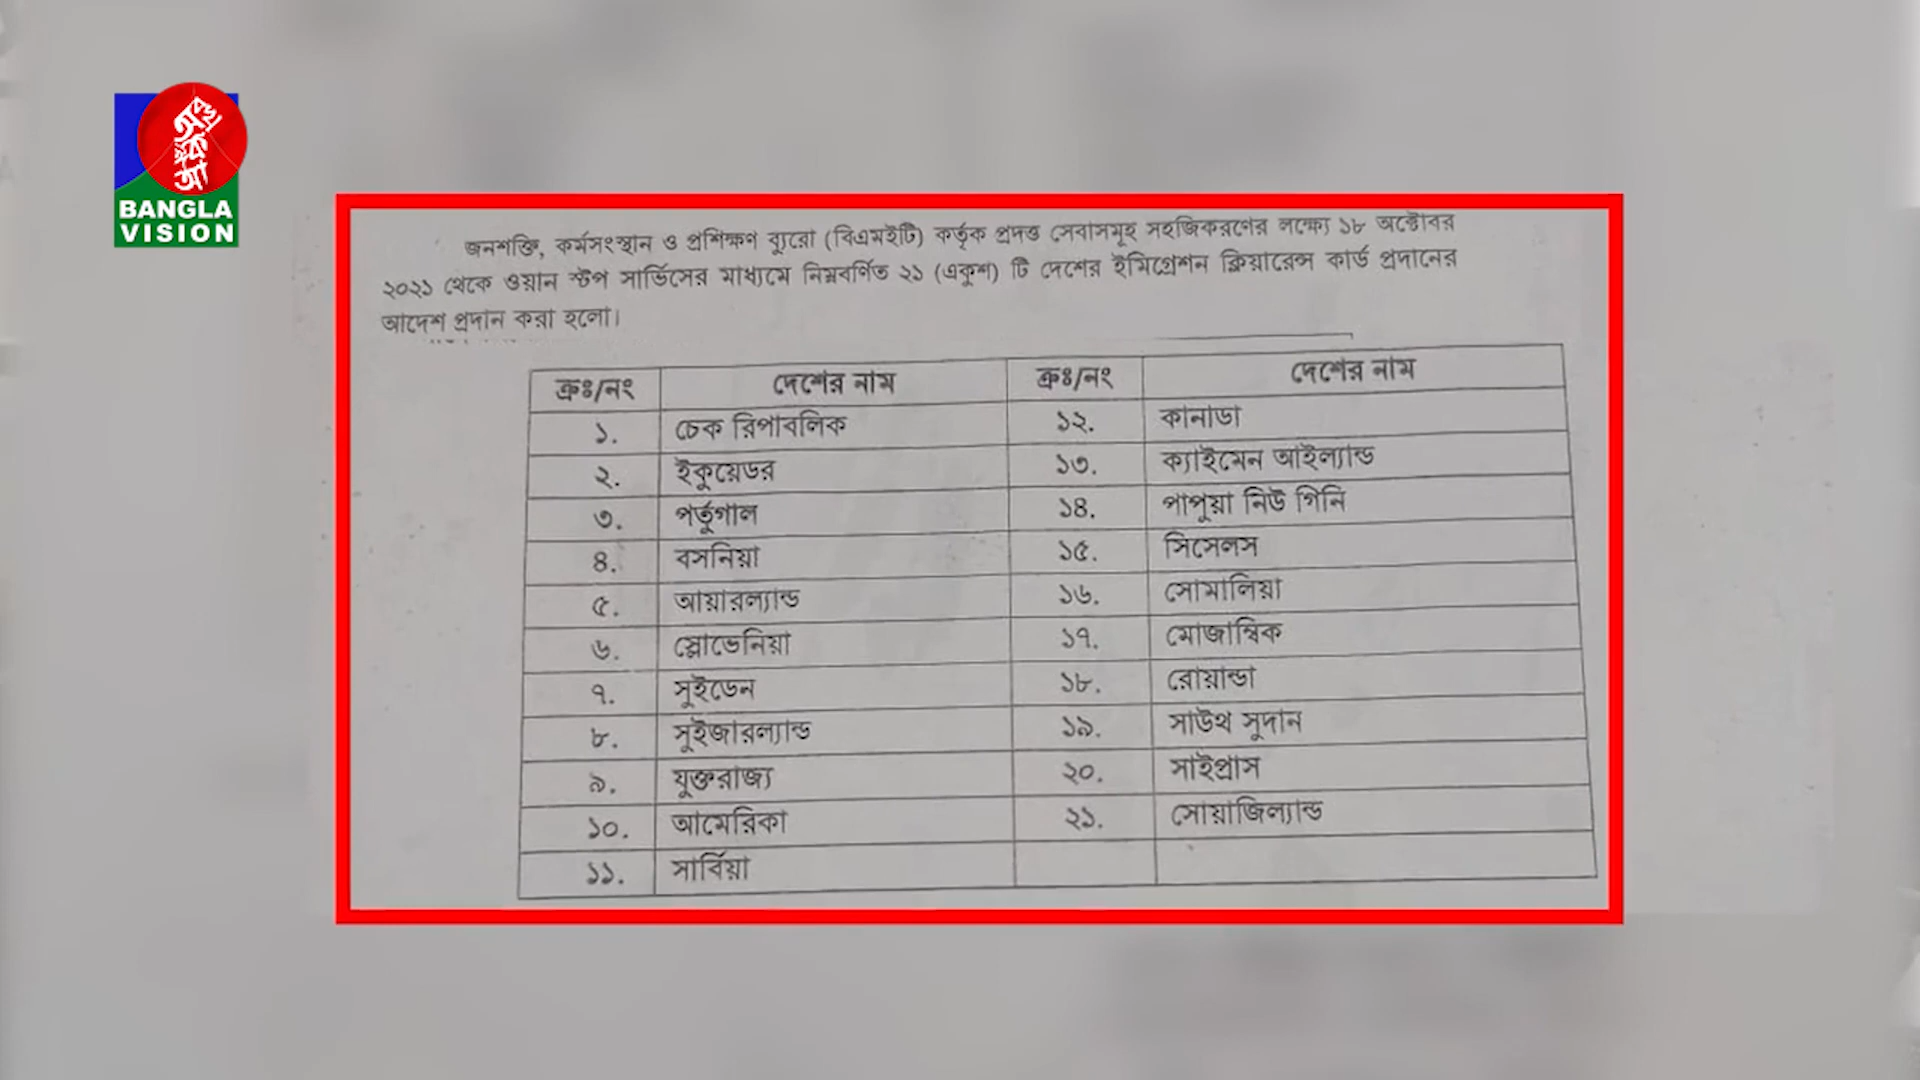 একাত্তর
BANGLA
VISION
জনশক্তি, কর্মসংস্থান ও প্রশিক্ষণ ব্যুরো (বিএমইটি) কর্তৃক প্রদত্ত সেবাসমূহ সহজিকরণের লক্ষ্যে ১৮ অক্টোবর
২০২১ থেকে ওয়ান স্টপ সার্ভিসের মাধ্যমে নিম্নবর্ণিত ২১ (একুশ) টি দেশের ইমিগ্রেশন ক্লিয়ারেন্স কার্ড প্রদানের
আদেশ প্রদান করা হলো।
ক্রঃ/নং দেশের নাম ক্রঃ/নং দেশের নাম
১. চেক রিপাবলিক ১২. কানাডা
২. ইকুয়েডর ১৩. ক্যাইমেন আইল্যান্ড
৩. পর্তুগাল ১৪. পাপুয়া নিউ গিনি
৪. বসনিয়া ১৫. সিসেলস
৫. আয়ারল্যান্ড ১৬. সোমালিয়া
৬. স্লোভেনিয়া ১৭. মোজাম্বিক
৭. সুইডেন ১৮. রোয়ান্ডা
৮. সুইজারল্যান্ড ১৯. সাউথ সুদান
৯. যুক্তরাজ্য ২০. সাইপ্রাস
১০. আমেরিকা ২১. সোয়াজিল্যান্ড
১১. সার্বিয়া